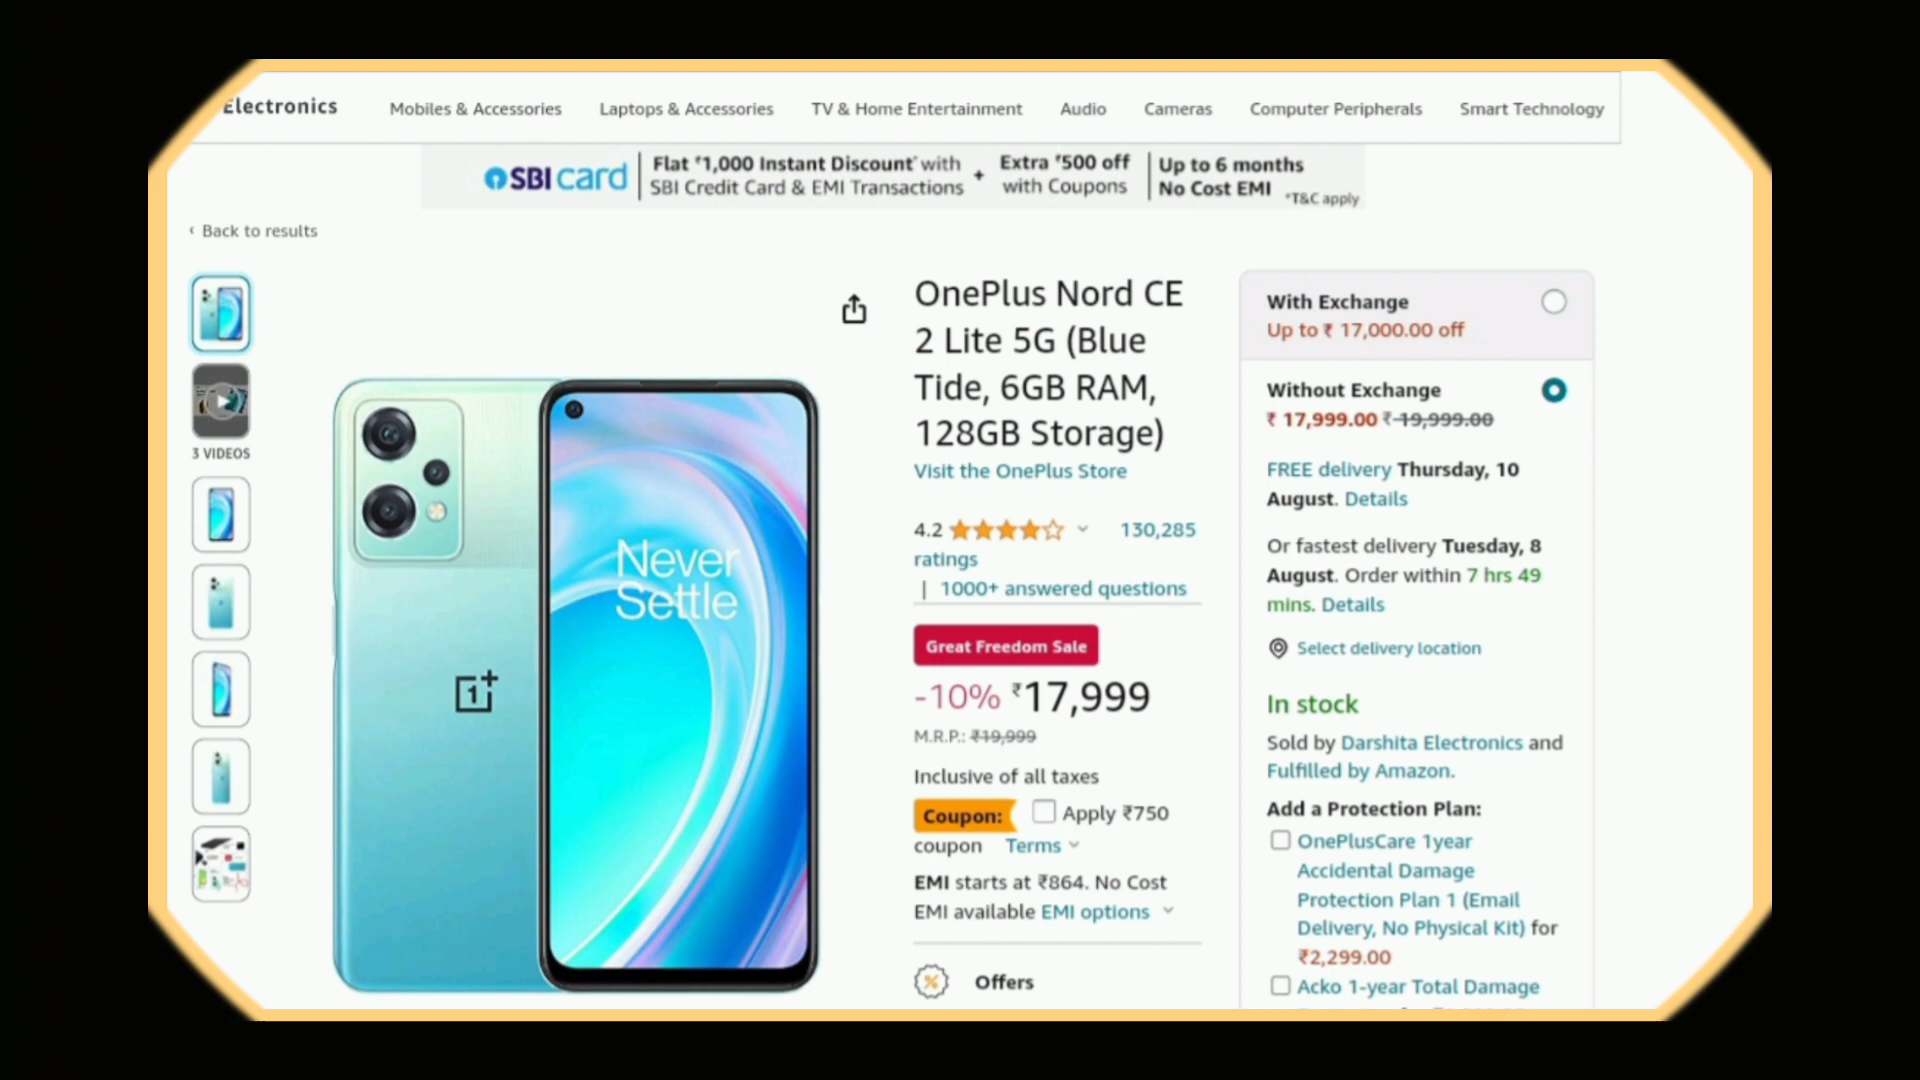 Electronics
Mobiles & Accessories
Laptops & Accessories
TV & Home Entertainment
Audio
Cameras
Computer Peripherals
Smart Technology
SBI card
Flat ₹1,000 Instant Discount* with
SBI Credit Card & EMI Transactions
+
Extra ₹500 off
with Coupons
Up to 6 months
No Cost EMI
*T&C apply
‹ Back to results
3 VIDEOS
Never
Settle
OnePlus Nord CE
2 Lite 5G (Blue
Tide, 6GB RAM,
128GB Storage)
Visit the OnePlus Store
4.2
130,285
ratings
| 1000+ answered questions
Great Freedom Sale
-10% ₹17,999
M.R.P.: ₹19,999
Inclusive of all taxes
Coupon: Apply ₹750
coupon Terms
EMI starts at ₹864. No Cost
EMI available EMI options
Offers
With Exchange
Up to ₹ 17,000.00 off
Without Exchange
₹ 17,999.00 ₹ 19,999.00
FREE delivery Thursday, 10
August. Details
Or fastest delivery Tuesday, 8
August. Order within 7 hrs 49
mins. Details
Select delivery location
In stock
Sold by Darshita Electronics and
Fulfilled by Amazon.
Add a Protection Plan:
OnePlusCare 1year
Accidental Damage
Protection Plan 1 (Email
Delivery, No Physical Kit) for
₹2,299.00
Acko 1-year Total Damage